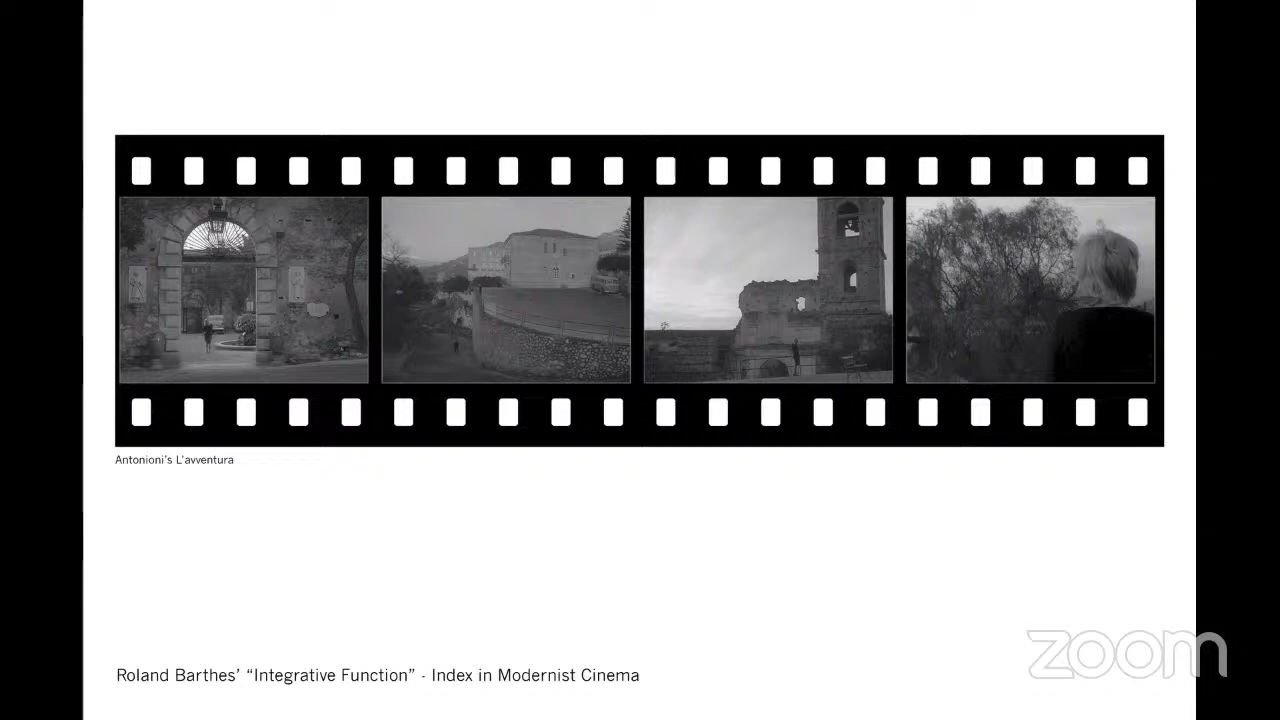 Antonioni's L'avventura
zoom
Roland Barthes' “Integrative Function” - Index in Modernist Cinema